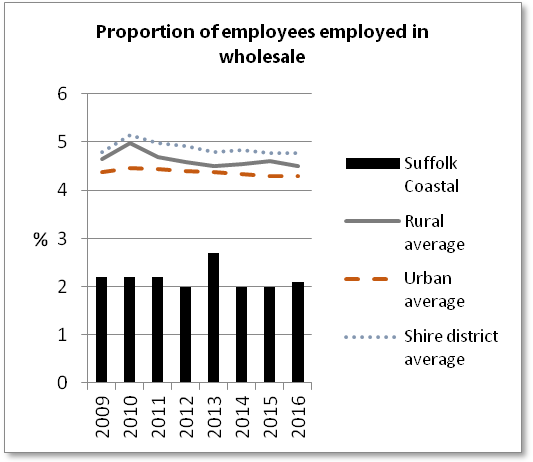 Proportion of employees employed in
wholesale
6
5
4
3
2
1
0
%
2009
2010
2011
2012
2013
2014
2015
2016
Suffolk
Coastal
Rural
average
Urban
average
Shire district
average